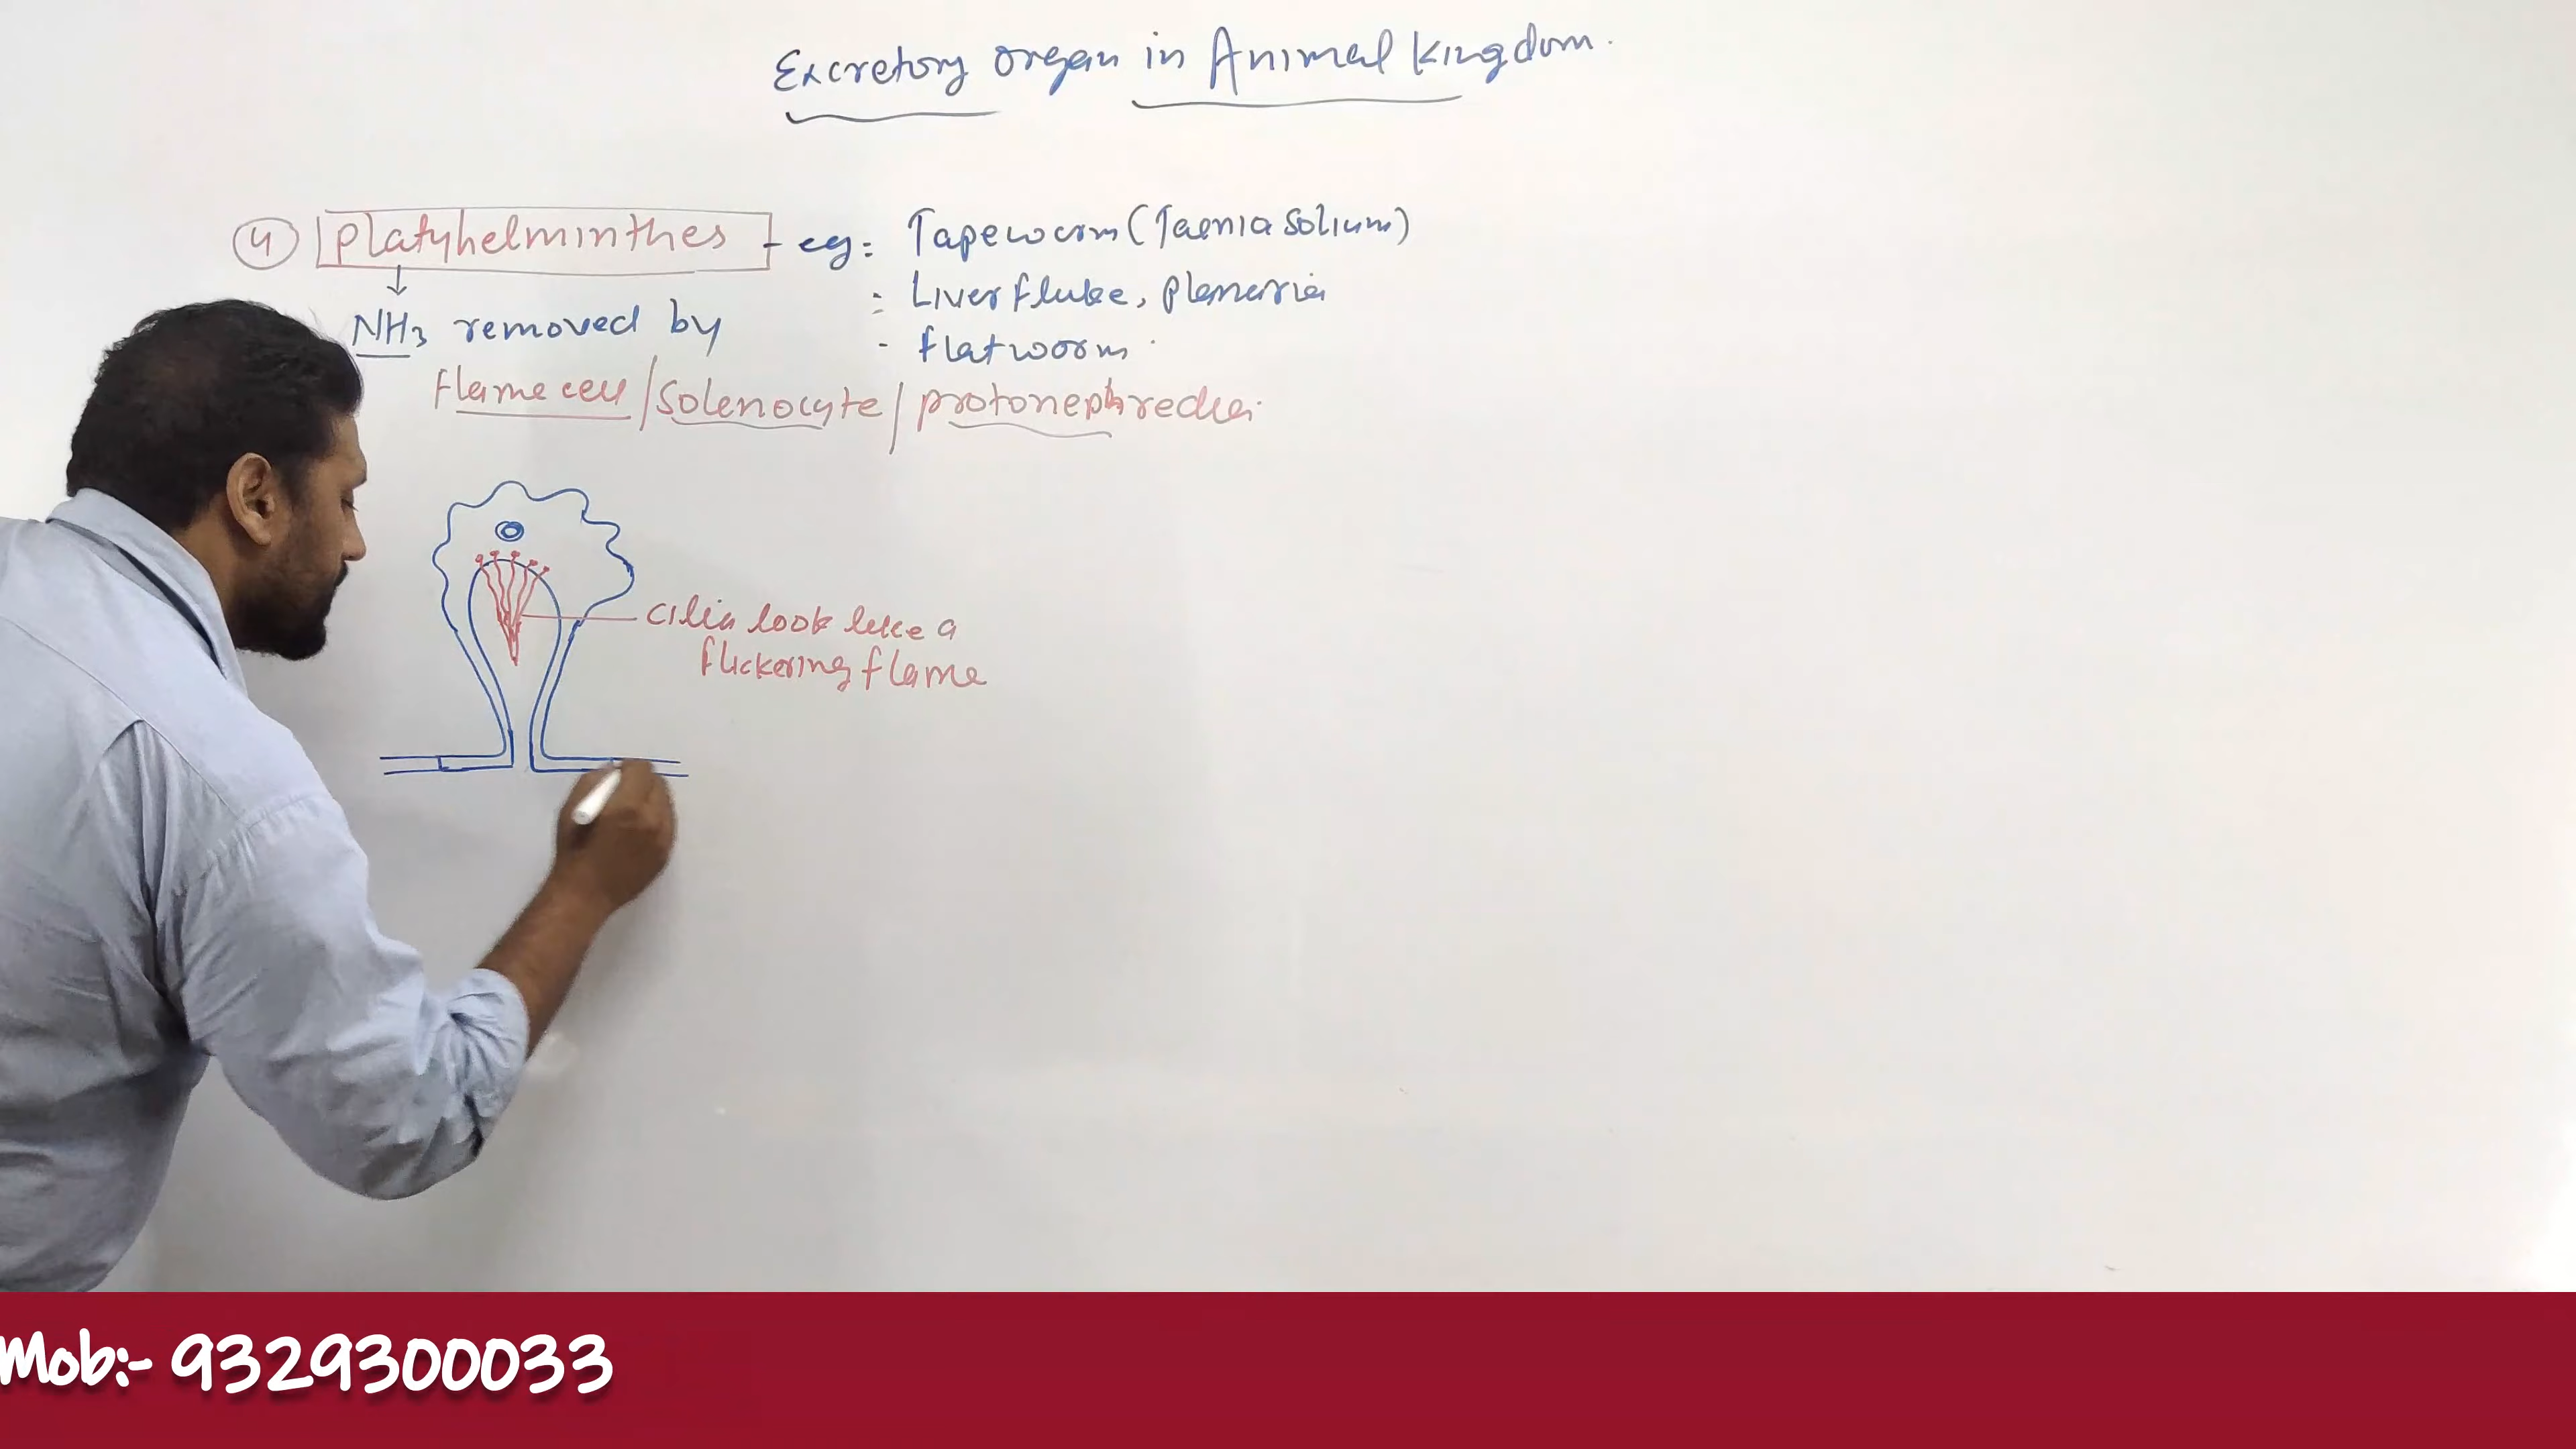 Excretory organ in Animal Kingdom.
4 Platyhelminthes - eg: Tapeworm (Taenia Solium)
: Liver fluke, planaria
- flatworm.
↓
NH3 removed by
Flame cell / Solenocyte / protonephredia
cilia look like a
flickering flame
Mob:- 9329300033